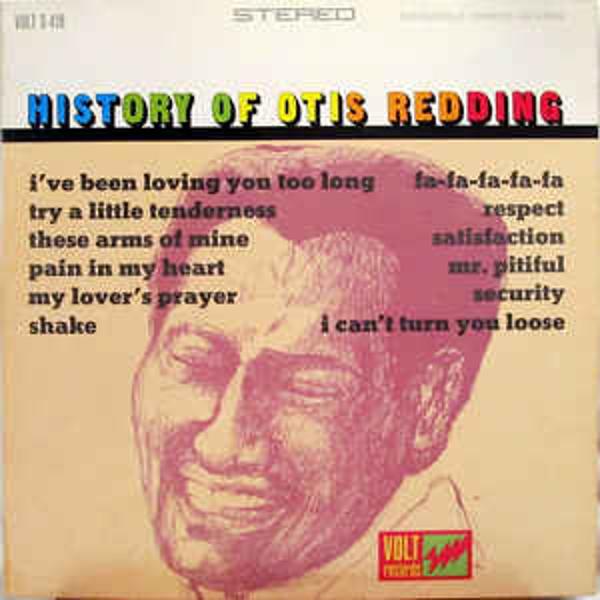 VOLT S-418
STEREO
HISTORY OF OTIS REDDING
i've been loving you too long
try a little tenderness
these arms of mine
pain in my heart
my lover's prayer
shake
fa-fa-fa-fa-fa
respect
satisfaction
mr. pitiful
security
i can't turn you loose
VOLT
records